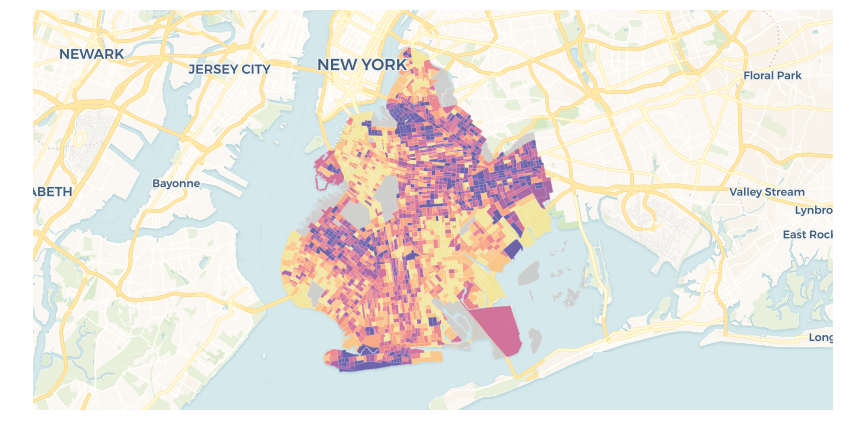 NEWARK
JERSEY CITY
NEW YORK
Floral Park
ABETH
Bayonne
Valley Stream
Lynbro
East Rock
Long